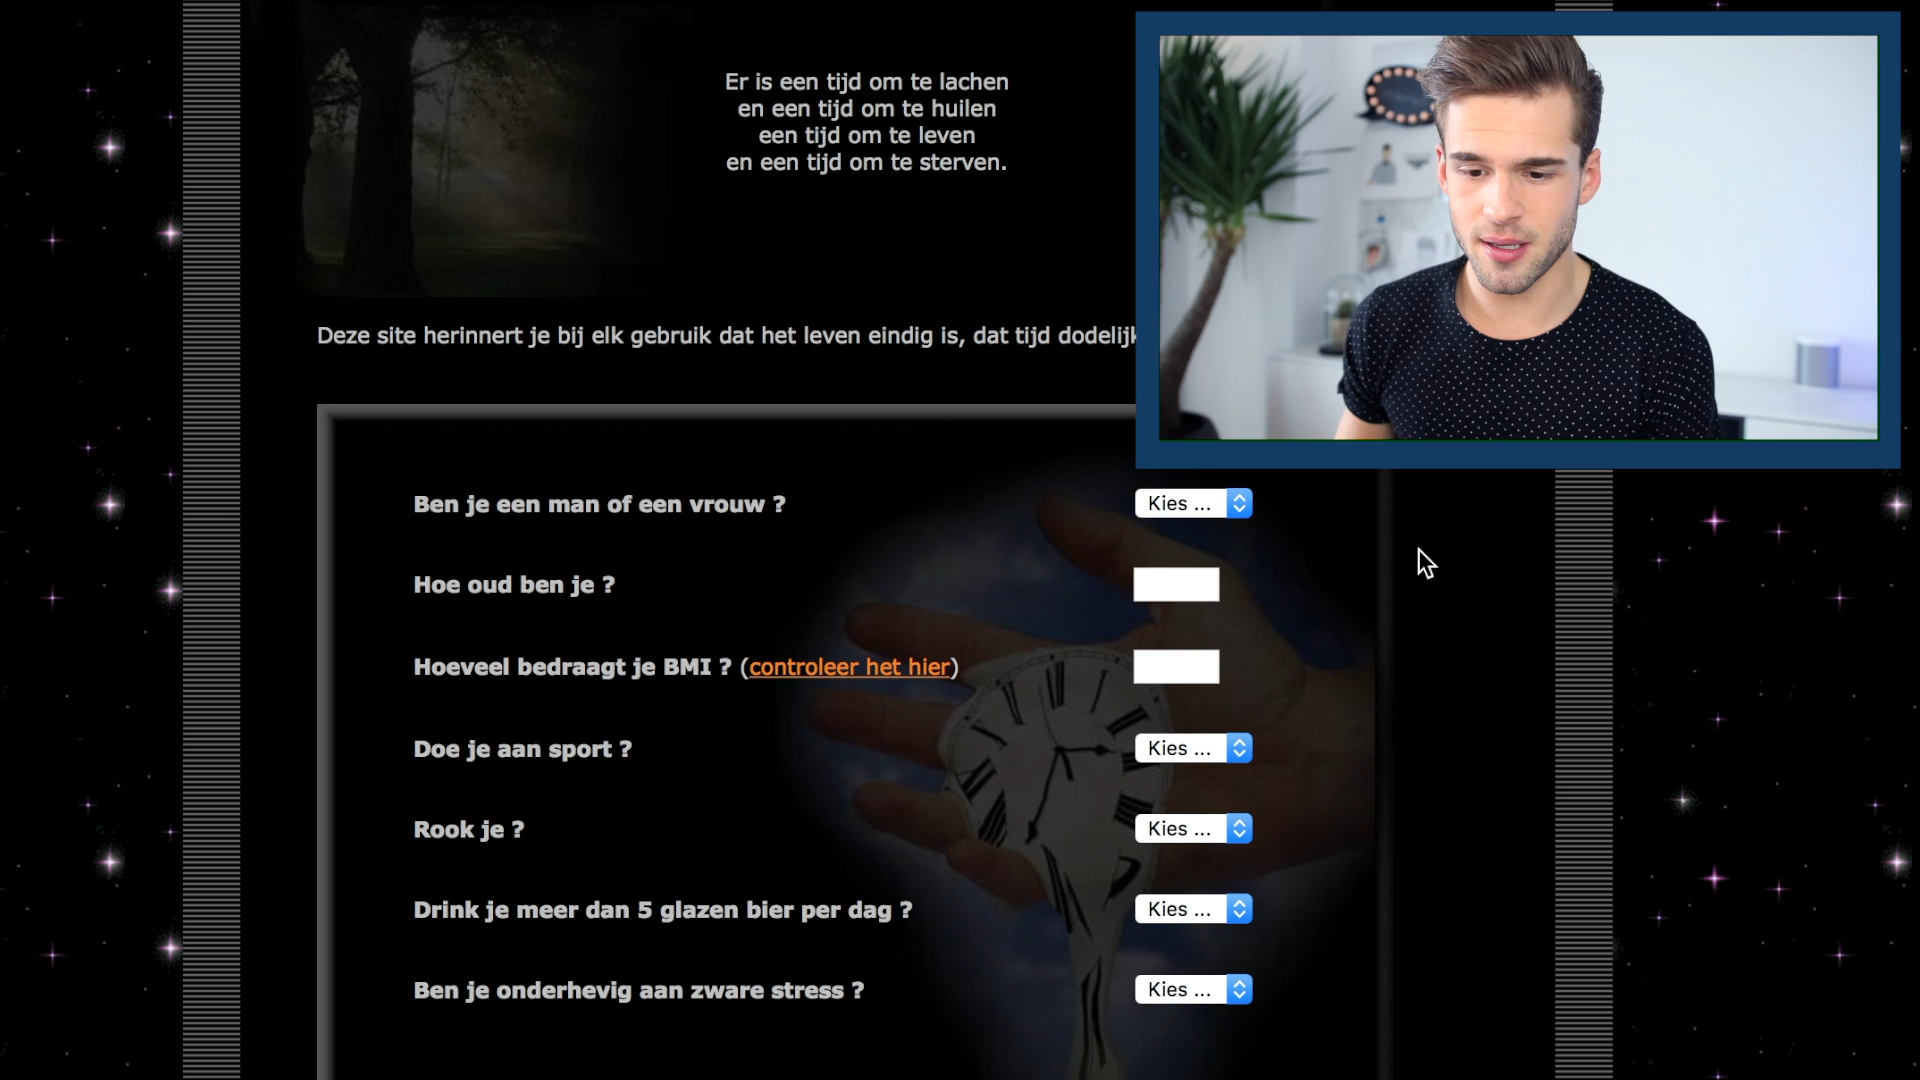 Er is een tijd om te lachen
en een tijd om te huilen
een tijd om te leven
en een tijd om te sterven.
Deze site herinnert je bij elk gebruik dat het leven eindig is, dat tijd dodelijk
Ben je een man of een vrouw ? Kies ...
Hoe oud ben je ?
Hoeveel bedraagt je BMI ? (controleer het hier)
Doe je aan sport ? Kies ...
Rook je ? Kies ...
Drink je meer dan 5 glazen bier per dag ? Kies ...
Ben je onderhevig aan zware stress ? Kies ...